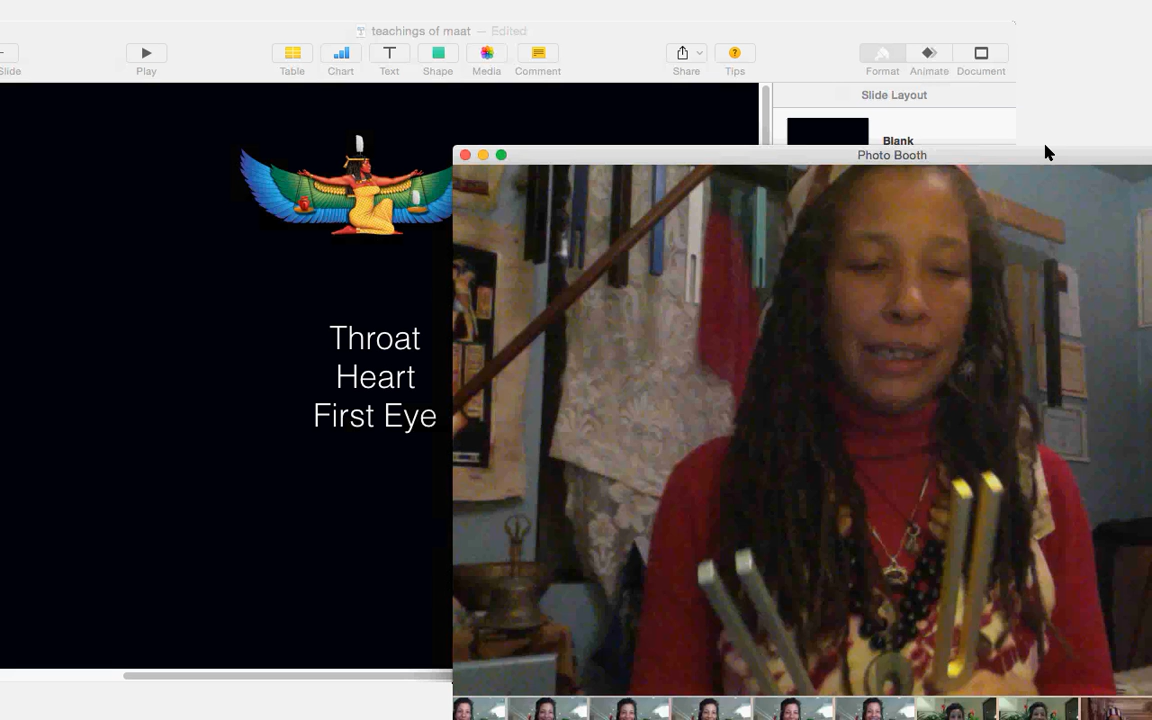 teachings of maat — Edited
Slide
Play
Table
Chart
Text
Shape
Media
Comment
Share
Tips
Format
Animate
Document
Slide Layout
Blank
Photo Booth
Throat
Heart
First Eye